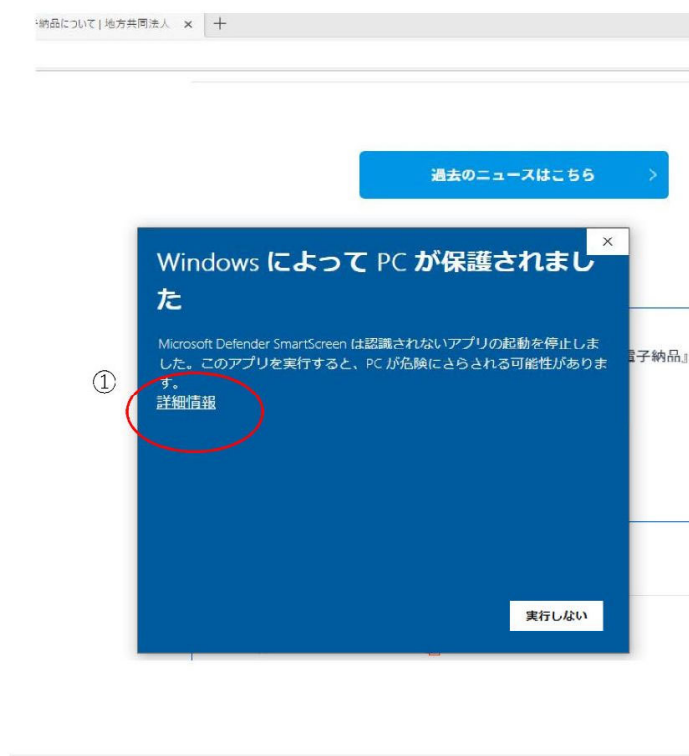 納品について | 地方共同法人 × +
過去のニュースはこちら >
×
Windows によって PC が保護されまし
た
Microsoft Defender SmartScreen は認識されないアプリの起動を停止しま
した。このアプリを実行すると、PC が危険にさらされる可能性がありま
す。
電子納品』
①
詳細情報
実行しない